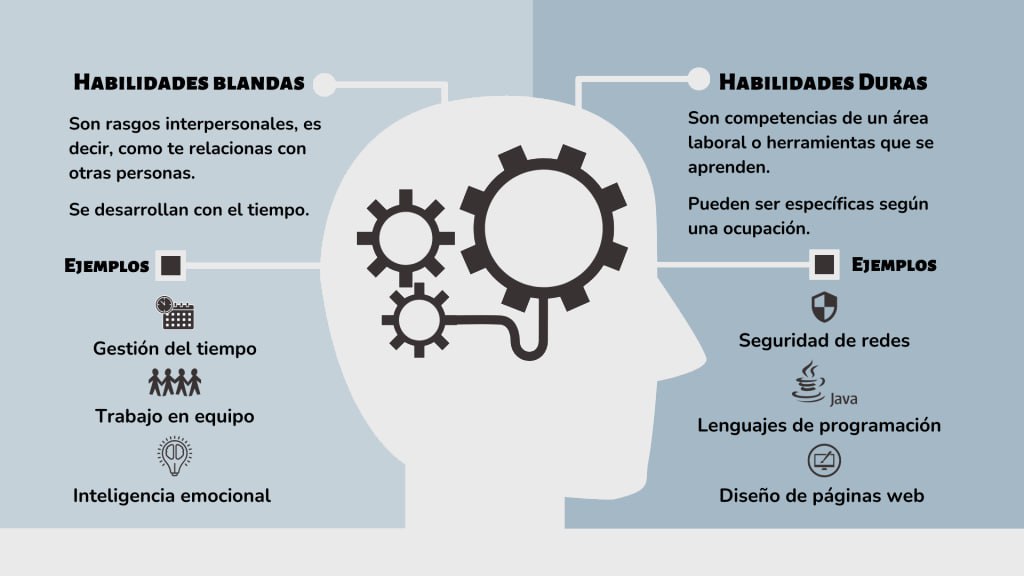 Habilidades blandas
Son rasgos interpersonales, es
decir, como te relacionas con
otras personas.
Se desarrollan con el tiempo.
Ejemplos
Gestión del tiempo
Trabajo en equipo
Inteligencia emocional
Habilidades Duras
Son competencias de un área
laboral o herramientas que se
aprenden.
Pueden ser específicas según
una ocupación.
Ejemplos
Seguridad de redes
Java
Lenguajes de programación
Diseño de páginas web